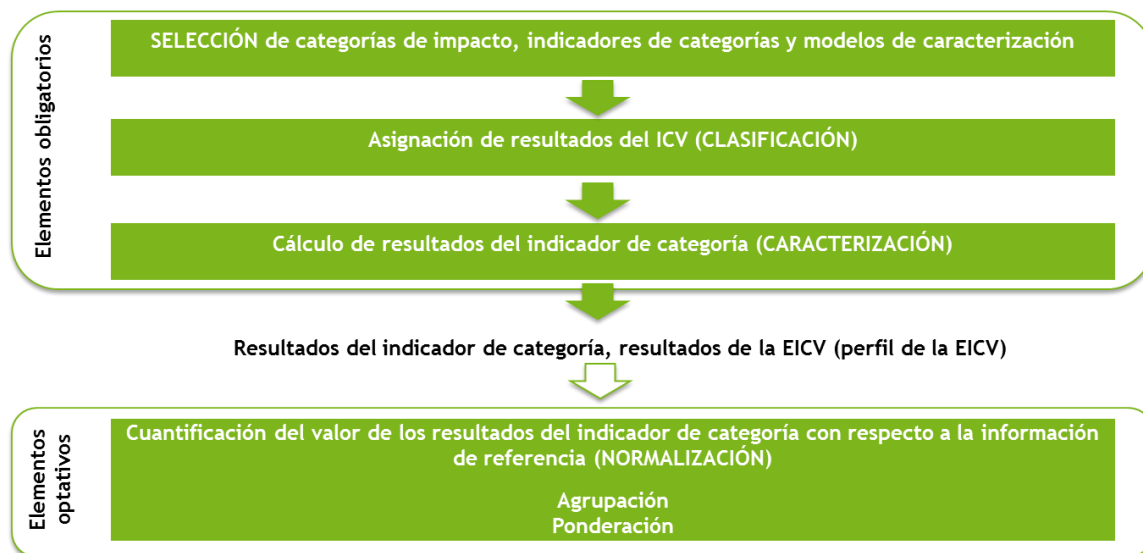 Elementos obligatorios
SELECCIÓN de categorías de impacto, indicadores de categorías y modelos de caracterización
Asignación de resultados del ICV (CLASIFICACIÓN)
Cálculo de resultados del indicador de categoría (CARACTERIZACIÓN)
Resultados del indicador de categoría, resultados de la EICV (perfil de la EICV)
Elementos
optativos
Cuantificación del valor de los resultados del indicador de categoría con respecto a la información
de referencia (NORMALIZACIÓN)
Agrupación
Ponderación